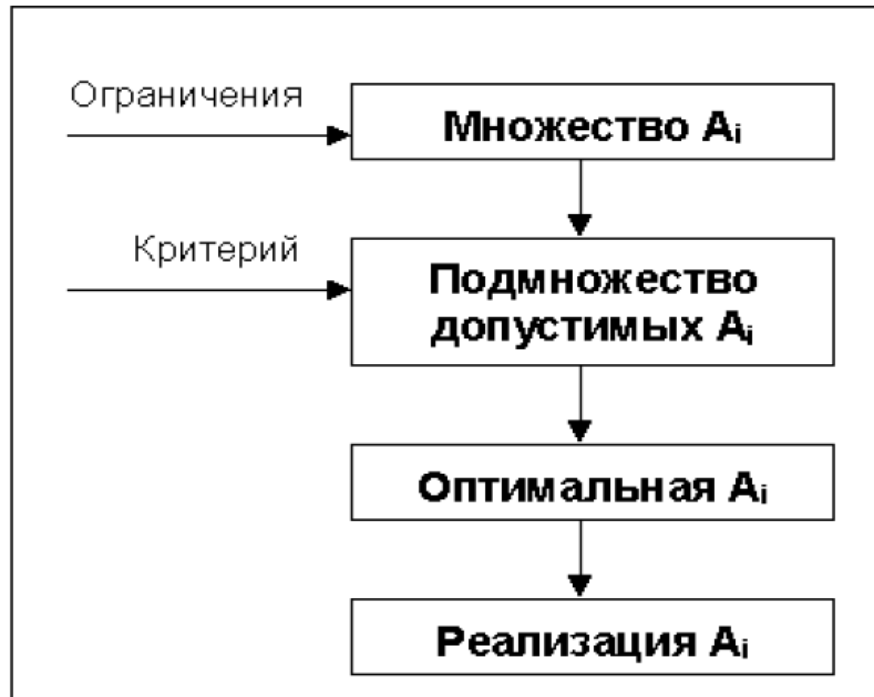 Ограничения
Множество Aᵢ
Критерий
Подмножество
допустимых Aᵢ
Оптимальная Aᵢ
Реализация Aᵢ